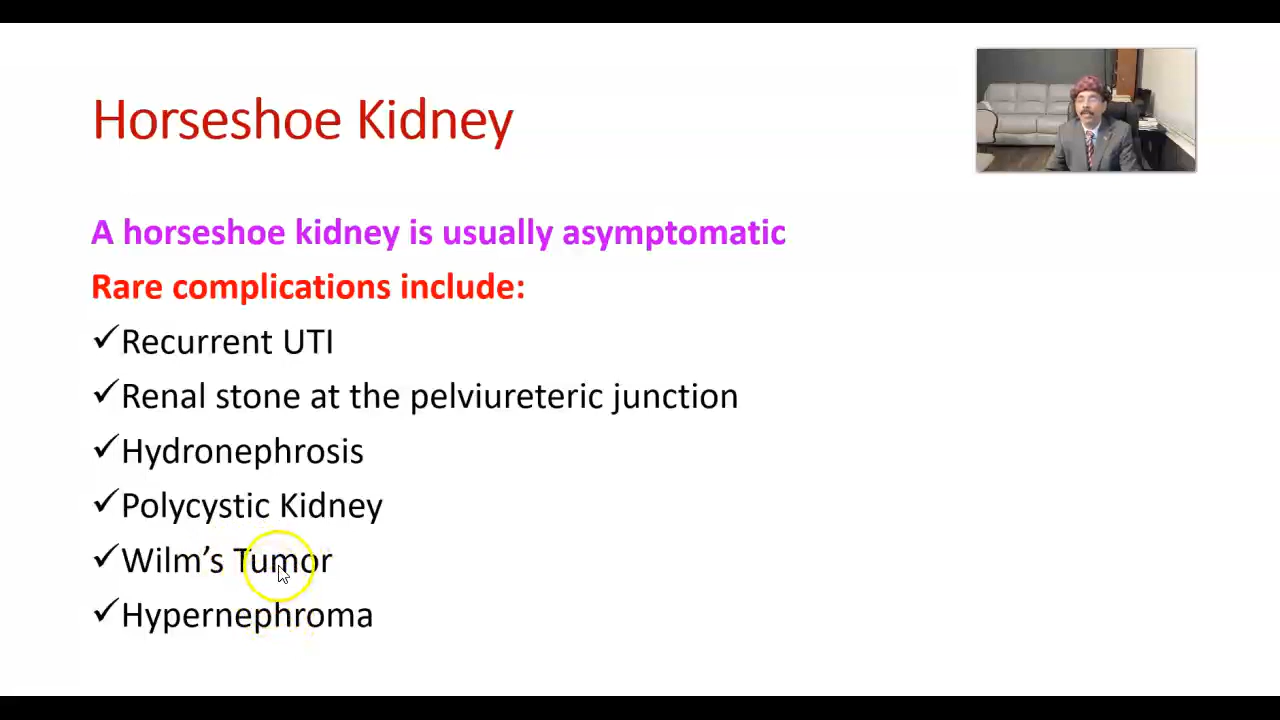 Horseshoe Kidney
A horseshoe kidney is usually asymptomatic
Rare complications include:
✓Recurrent UTI
✓Renal stone at the pelviureteric junction
✓Hydronephrosis
✓Polycystic Kidney
✓Wilm’s Tumor
✓Hypernephroma